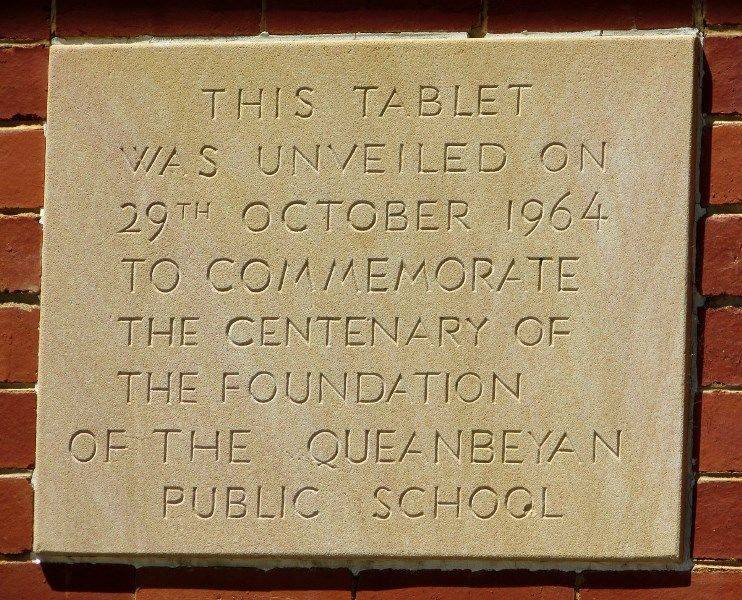 THIS TABLET
WAS UNVEILED ON
29TH OCTOBER 1964
TO COMMEMORATE
THE CENTENARY OF
THE FOUNDATION
OF THE QUEANBEYAN
PUBLIC SCHOOL